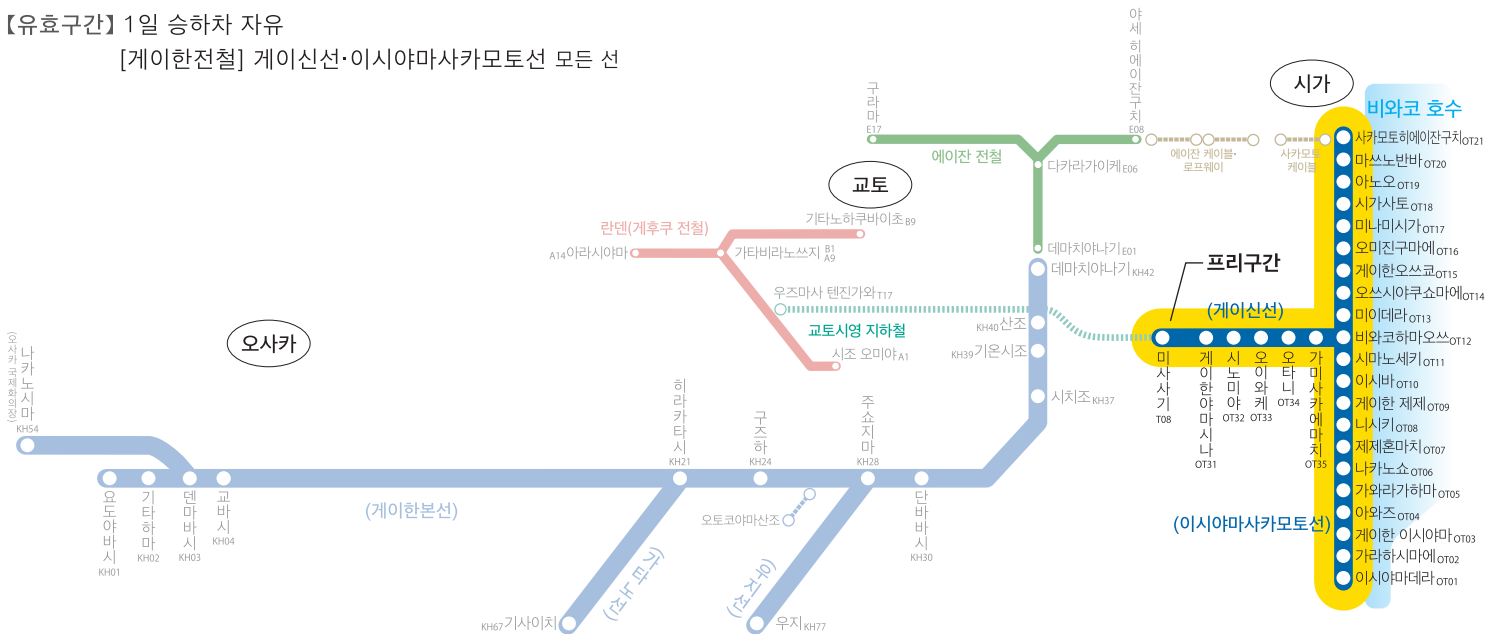 【유효구간】 1일 승하차 자유
[게이한전철] 게이신선·이시야마사카모토선 모든 선
시가
비와코 호수
교토
오사카
구라마
E17
야세 히에이잔구치
E08
에이잔 전철
에이잔 케이블·
로프웨이
사카모토
케이블
다카라가이케 E06
데마치야나기 E01
데마치야나기 KH42
란덴(게후쿠 전철)
기타노하쿠바이초 B9
A14 아라시야마
가타비라노쓰지 B1
A9
우즈마사 텐진가와 T17
교토시영 지하철
시조 오미야 A1
KH40 산조
KH39 기온시조
시치조 KH37
프리구간
(게이신선)
미사사기
T08
게이한야마시나
OT31
시노미야
OT32
오이와케
OT33
오타니
OT34
가미사카에마치
OT35
(이시야마사카모토선)
사카모토히에이잔구치 OT21
마쓰노반바 OT20
아노오 OT19
시가사토 OT18
미나미시가 OT17
오미진구마에 OT16
게이한오쓰쿄 OT15
오쓰시야쿠쇼마에 OT14
미이데라 OT13
비와코하마오쓰 OT12
시마노세키 OT11
이시바 OT10
게이한 제제 OT09
니시키 OT08
제제혼마치 OT07
나카노쇼 OT06
가와라가하마 OT05
아와즈 OT04
게이한 이시야마 OT03
가라하시마에 OT02
이시야마데라 OT01
나카노시마
(오사카 국제회의장)
KH54
요도야바시
KH01
기타하마
KH02
덴마바시
KH03
교바시
KH04
(게이한본선)
히라카타시
KH21
구즈하
KH24
주쇼지마
KH28
단바바시
KH30
오토코야마산조
(가타노선)
(우지선)
KH67 기사이치
우지 KH77